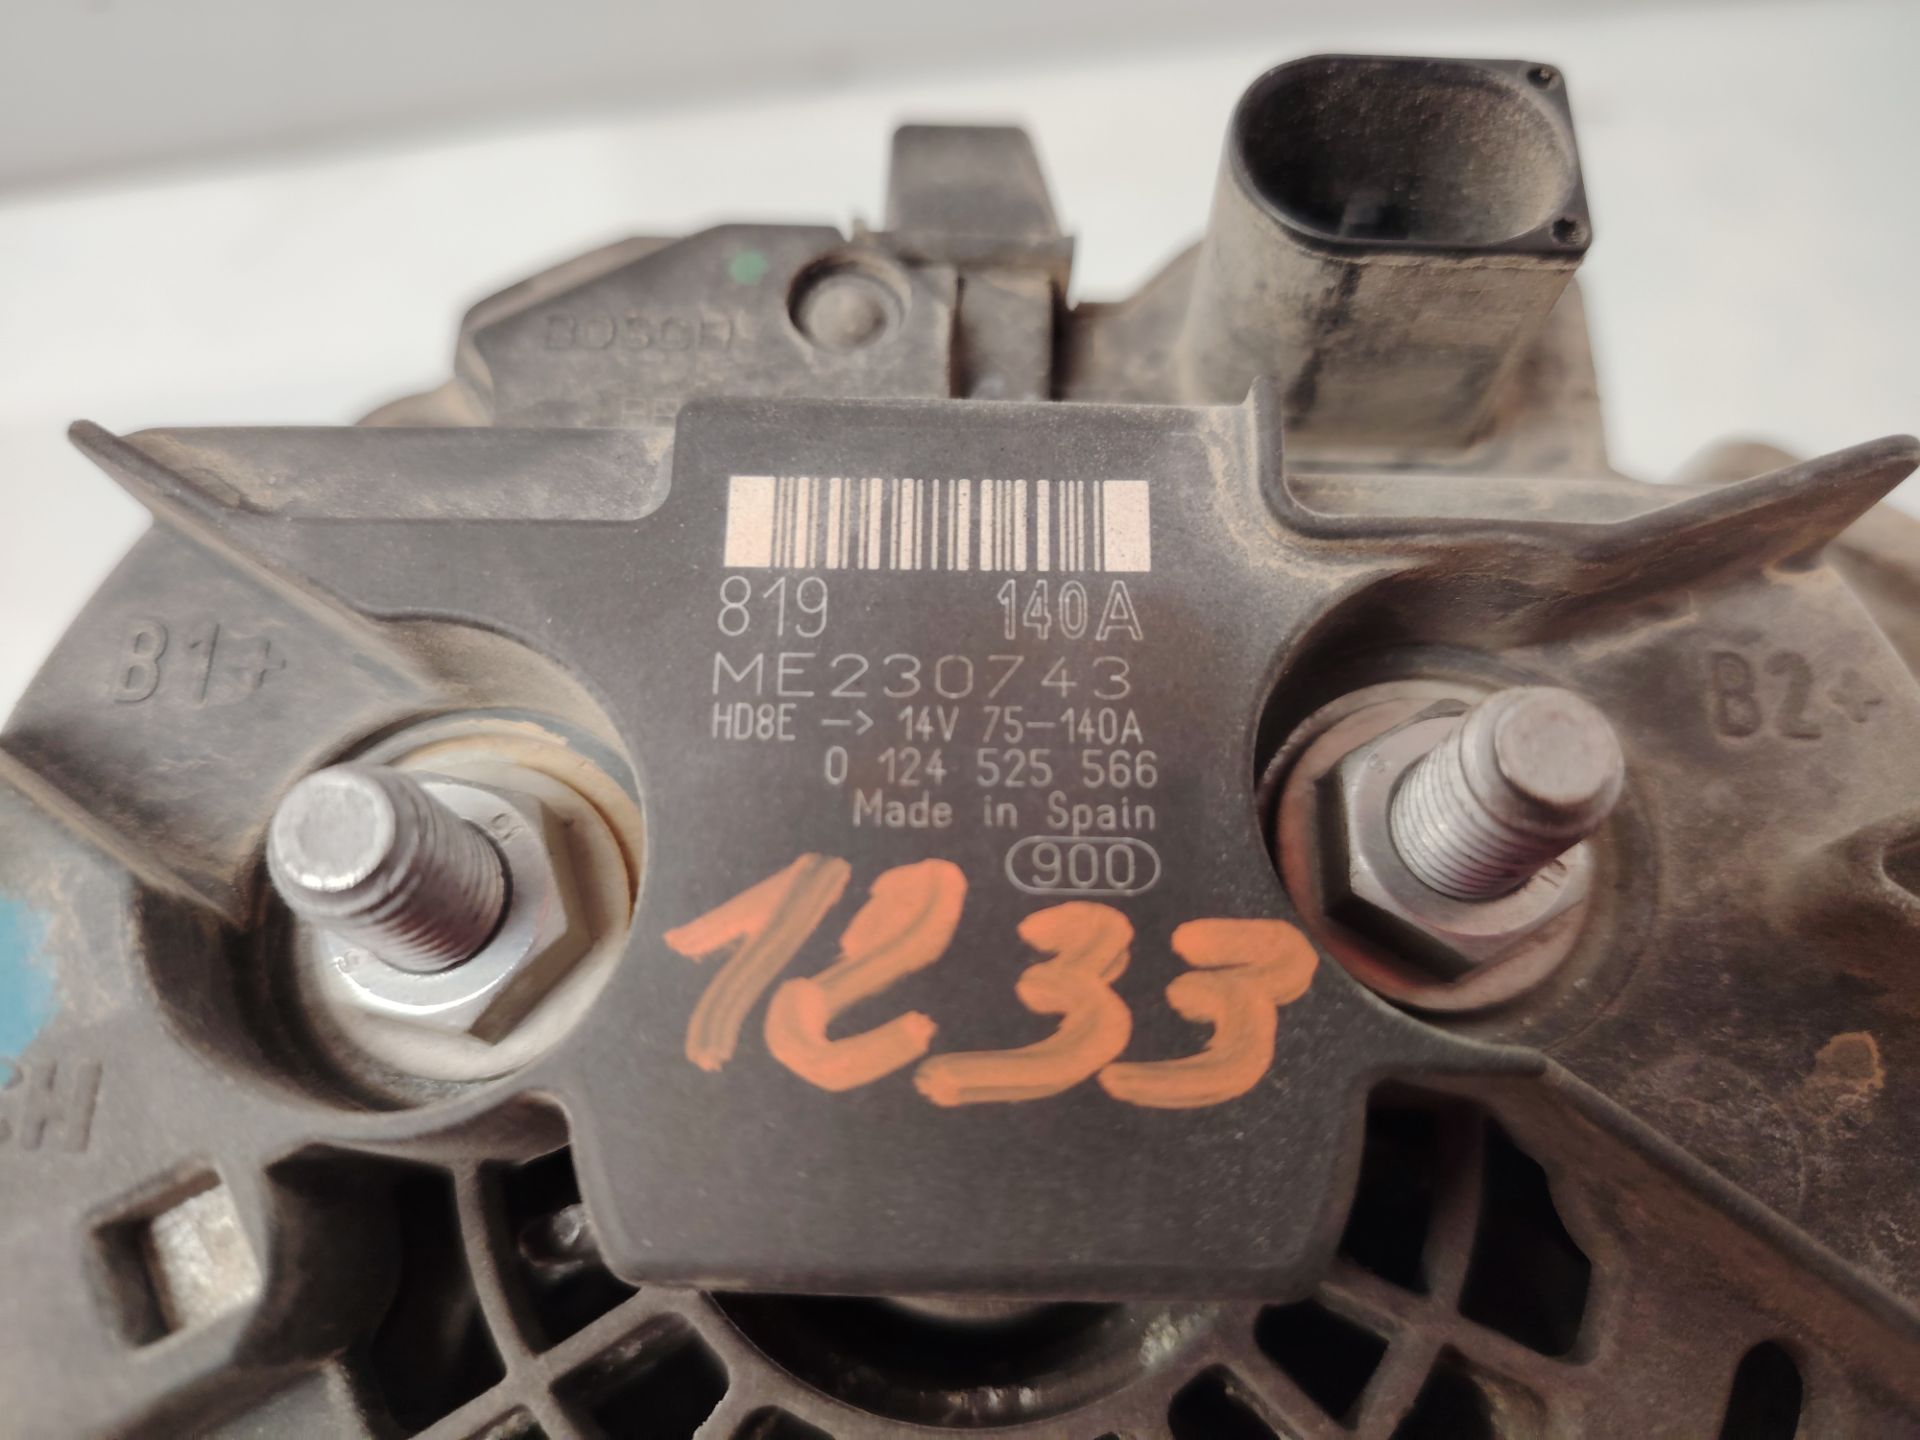 BOSCH
819 140A
B1+
B2+
ME230743
HD8E -> 14V 75-140A
0 124 525 566
Made in Spain
900
1233